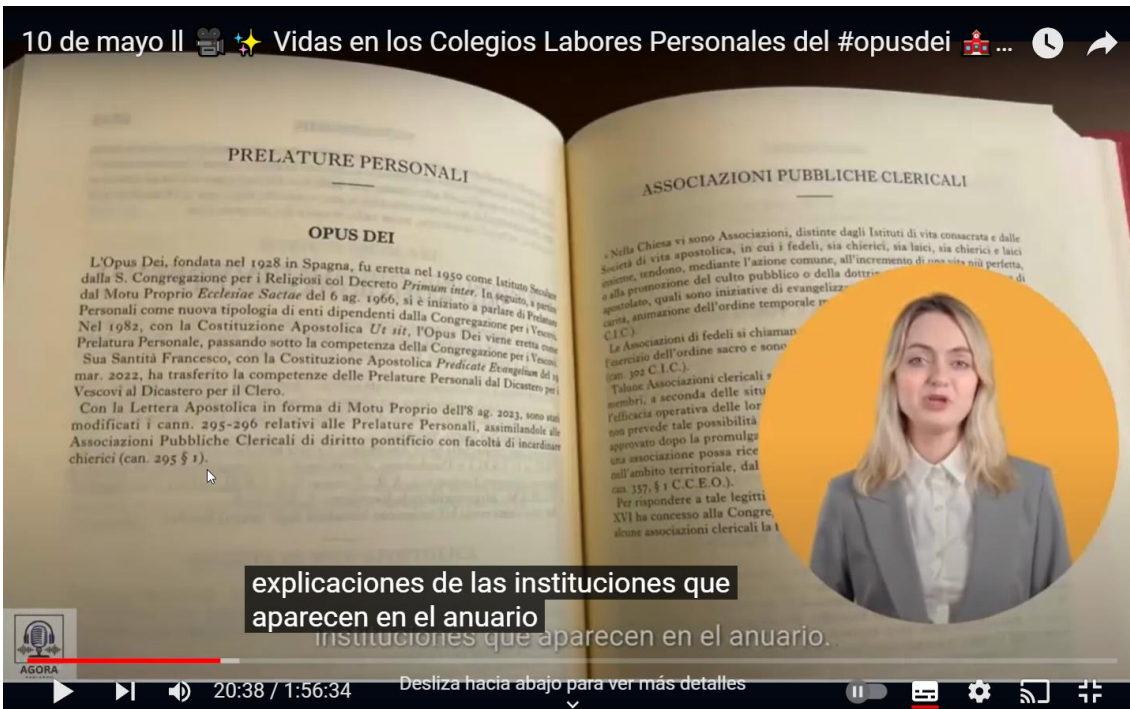 10 de mayo ll 🎥 ✨ Vidas en los Colegios Labores Personales del #opusdei 🏫...
PRELATURE PERSONALI
OPUS DEI
L'Opus Dei, fondata nel 1928 in Spagna, fu eretta nel 1950 come Istituto Secolare
dalla S. Congregazione per i Religiosi col Decreto Primum inter. In seguito, a partire
dal Motu Proprio Ecclesiae Sactae del 6 ag. 1966, si è iniziato a parlare di Prelature
Personali come nuova tipologia di enti dipendenti dalla Congregazione per i Vescovi.
Nel 1982, con la Costituzione Apostolica Ut sit, l'Opus Dei viene eretta come
Prelatura Personale, passando sotto la competenza della Congregazione per i Vescovi.
Sua Santità Francesco, con la Costituzione Apostolica Predicate Evangelium del 19
mar. 2022, ha trasferito la competenze delle Prelature Personali dal Dicastero per i
Vescovi al Dicastero per il Clero.
Con la Lettera Apostolica in forma di Motu Proprio dell'8 ag. 2023, sono stati
modificati i cann. 295-296 relativi alle Prelature Personali, assimilandole alle
Associazioni Pubbliche Clericali di diritto pontificio con facoltà di incardinare
chierici (can. 295 § 1).
ASSOCIAZIONI PUBBLICHE CLERICALI
« Nella Chiesa vi sono Associazioni, distinte dagli Istituti di vita consacrata e dalle
Società di vita apostolica, in cui i fedeli, sia chierici, sia laici, sia chierici e laici
insieme, tendono, mediante l'azione comune, all'incremento di una vita più perfetta,
o alla promozione del culto pubblico o della
apostolato, quali sono iniziative di
carità, animazione dell'ordine temporale
C.I.C.).
Le Associazioni di fedeli si chiaman
l'esercizio dell'ordine sacro e sono
(can. 302 C.I.C.).
Talune Associazioni clericali
membri, a seconda delle situ
l'efficacia operativa delle lor
non prevede tale possibilità
approvato dopo la promulga
una associazione possa rice
nell'ambito territoriale, dal
can. 357, § 1 C.C.E.O.).
Per rispondere a tale legitti
XVI ha concesso alla Congre
alcune associazioni clericali la
explicaciones de las instituciones que
aparecen en el anuario
instituciones que aparecen en el anuario.
AGORA
20:38 / 1:56:34
Desliza hacia abajo para ver más detalles